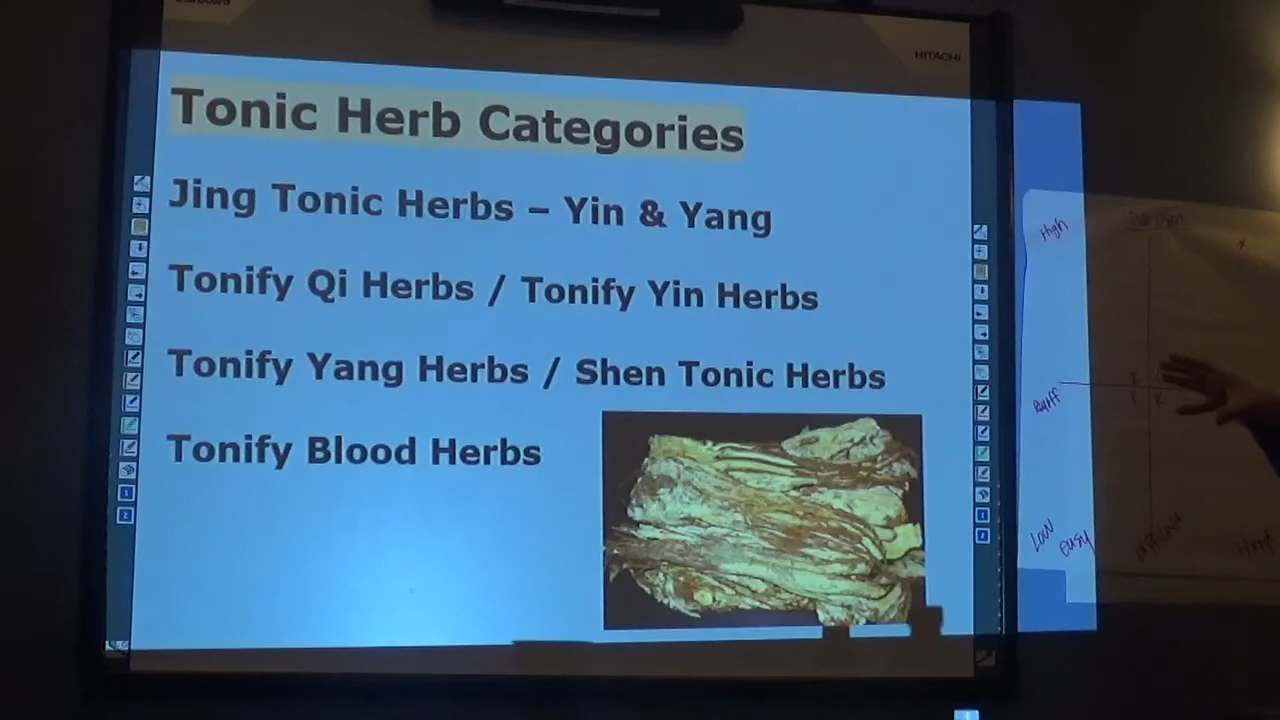 HITACHI
Tonic Herb Categories
Jing Tonic Herbs – Yin & Yang
Tonify Qi Herbs / Tonify Yin Herbs
Tonify Yang Herbs / Shen Tonic Herbs
Tonify Blood Herbs
High
Low
easy